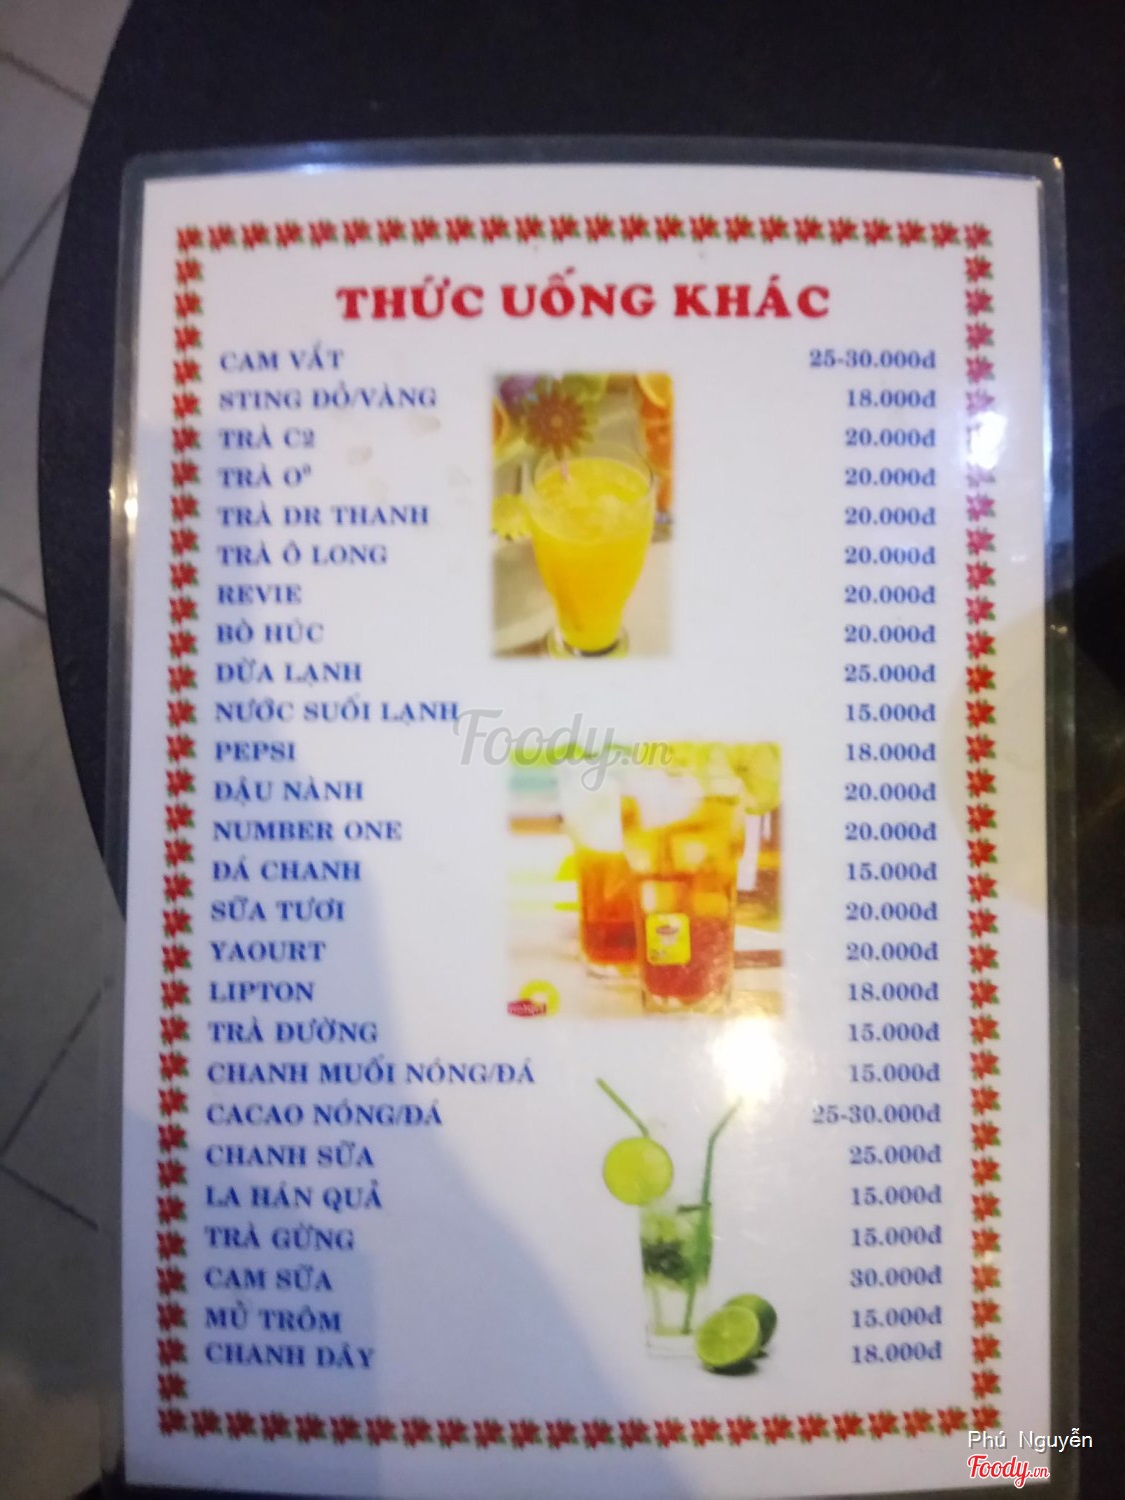 THỨC UỐNG KHÁC
CAM VẮT 25-30.000đ
STING ĐỎ/VÀNG 18.000đ
TRÀ C2 20.000đ
TRÀ O° 20.000đ
TRÀ DR THANH 20.000đ
TRÀ Ô LONG 20.000đ
REVIE 20.000đ
BÒ HÚC 20.000đ
DỪA LẠNH 25.000đ
NƯỚC SUỐI LẠNH 15.000đ
PEPSI 18.000đ
ĐẬU NÀNH 20.000đ
NUMBER ONE 20.000đ
ĐÁ CHANH 15.000đ
SỮA TƯƠI 20.000đ
YAOURT 20.000đ
LIPTON 18.000đ
TRÀ ĐƯỜNG 15.000đ
CHANH MUỐI NÓNG/ĐÁ 15.000đ
CACAO NÓNG/ĐÁ 25-30.000đ
CHANH SỮA 25.000đ
LA HÁN QUẢ 15.000đ
TRÀ GỪNG 15.000đ
CAM SỮA 30.000đ
MỦ TRÔM 15.000đ
CHANH DÂY 18.000đ
Foody.vn
Phú Nguyễn
Foody.vn